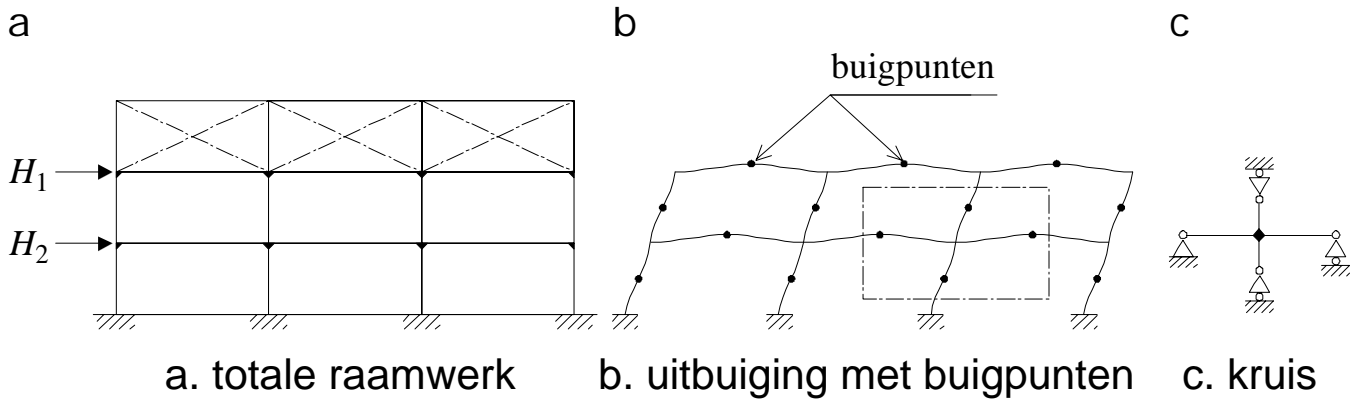 a
b
c
buigpunten
H1
H2
a. totale raamwerk
b. uitbuiging met buigpunten
c. kruis